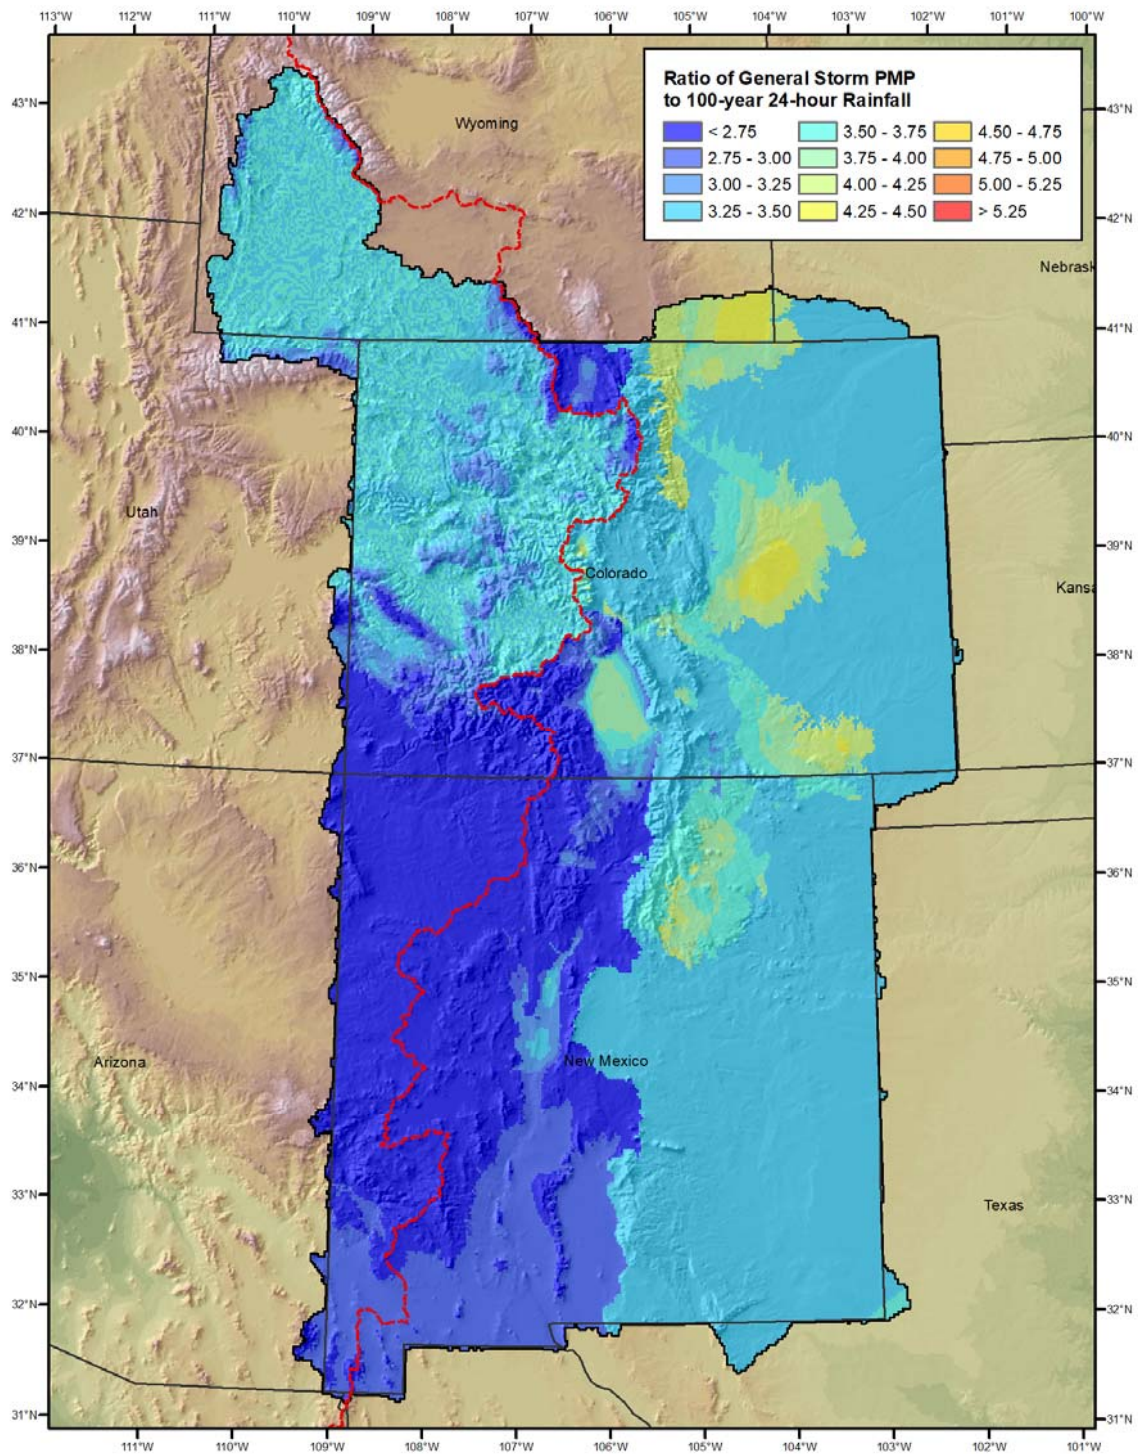 113°W 112°W 111°W 110°W 109°W 108°W 107°W 106°W 105°W 104°W 103°W 102°W 101°W 100°W
Ratio of General Storm PMP
to 100-year 24-hour Rainfall
< 2.75 3.50 - 3.75 4.50 - 4.75
2.75 - 3.00 3.75 - 4.00 4.75 - 5.00
3.00 - 3.25 4.00 - 4.25 5.00 - 5.25
3.25 - 3.50 4.25 - 4.50 > 5.25
43°N 43°N
Wyoming
42°N 42°N
Nebrask
41°N 41°N
40°N 40°N
Utah
39°N 39°N
Colorado
Kansa
38°N 38°N
37°N 37°N
36°N 36°N
35°N 35°N
Arizona
New Mexico
34°N 34°N
33°N 33°N
Texas
32°N 32°N
31°N 31°N
111°W 110°W 109°W 108°W 107°W 106°W 105°W 104°W 103°W 102°W 101°W